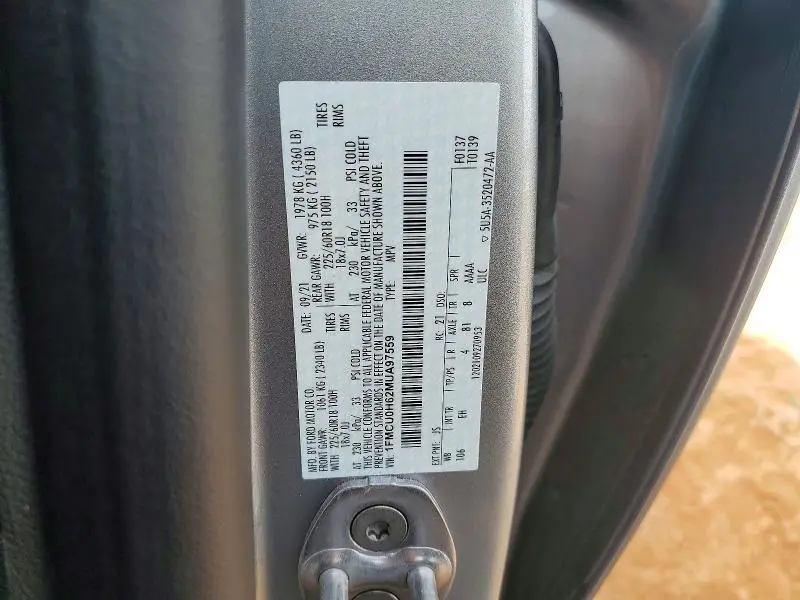 MFD. BY FORD MOTOR CO. DATE: 09/21 GVWR: 1978 KG ( 4360 LB)
FRONT GAWR: 1061 KG ( 2340 LB) REAR GAWR: 975 KG ( 2150 LB)
WITH 225/60R18 100H TIRES WITH 225/60R18 100H TIRES
18x7.0J RIMS 18x7.0J RIMS
AT 230 kPa/ 33 PSI COLD AT 230 kPa/ 33 PSI COLD
THIS VEHICLE CONFORMS TO ALL APPLICABLE FEDERAL MOTOR VEHICLE SAFETY AND THEFT
PREVENTION STANDARDS IN EFFECT ON THE DATE OF MANUFACTURE SHOWN ABOVE.
VIN: 1FMCU0H62MUA97559 TYPE: MPV
F0137
T0139
EXT PNT: JS RC: 21 DSO:
WB INT TR TP/PS R AXLE TR SPR
106 EH 4 81 8 AAAA
1202109270953 ULC
5U5A-3520472-AA